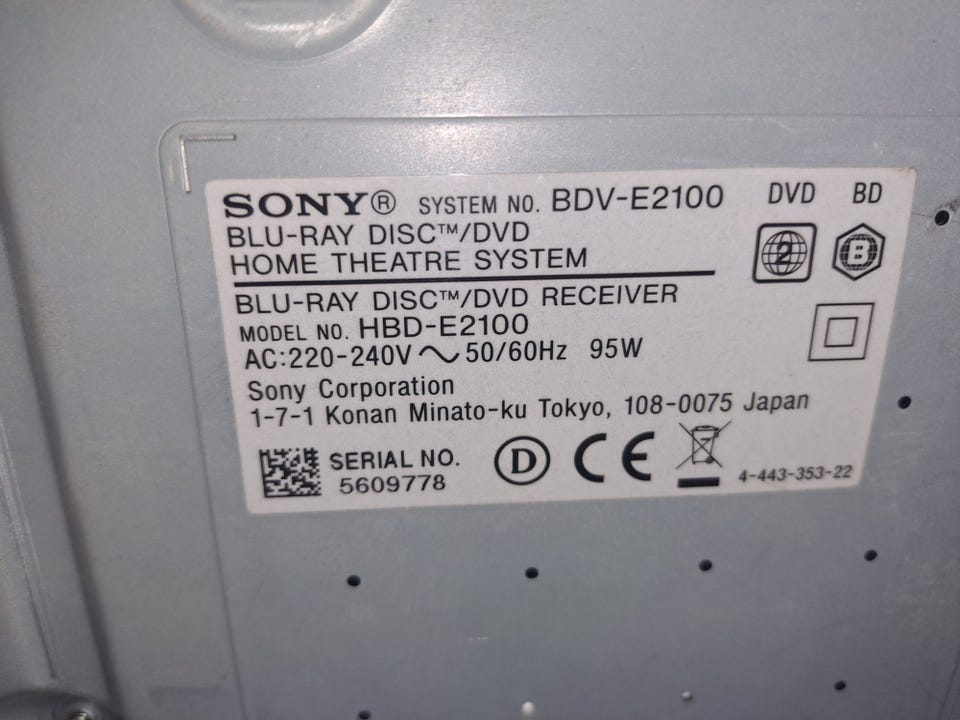 SONY® SYSTEM NO. BDV-E2100 DVD BD
BLU-RAY DISC™/DVD
HOME THEATRE SYSTEM
2 B
BLU-RAY DISC™/DVD RECEIVER
MODEL NO. HBD-E2100
AC:220-240V ～ 50/60Hz 95W
Sony Corporation
1-7-1 Konan Minato-ku Tokyo, 108-0075 Japan
SERIAL NO. D CE
5609778 4-443-353-22